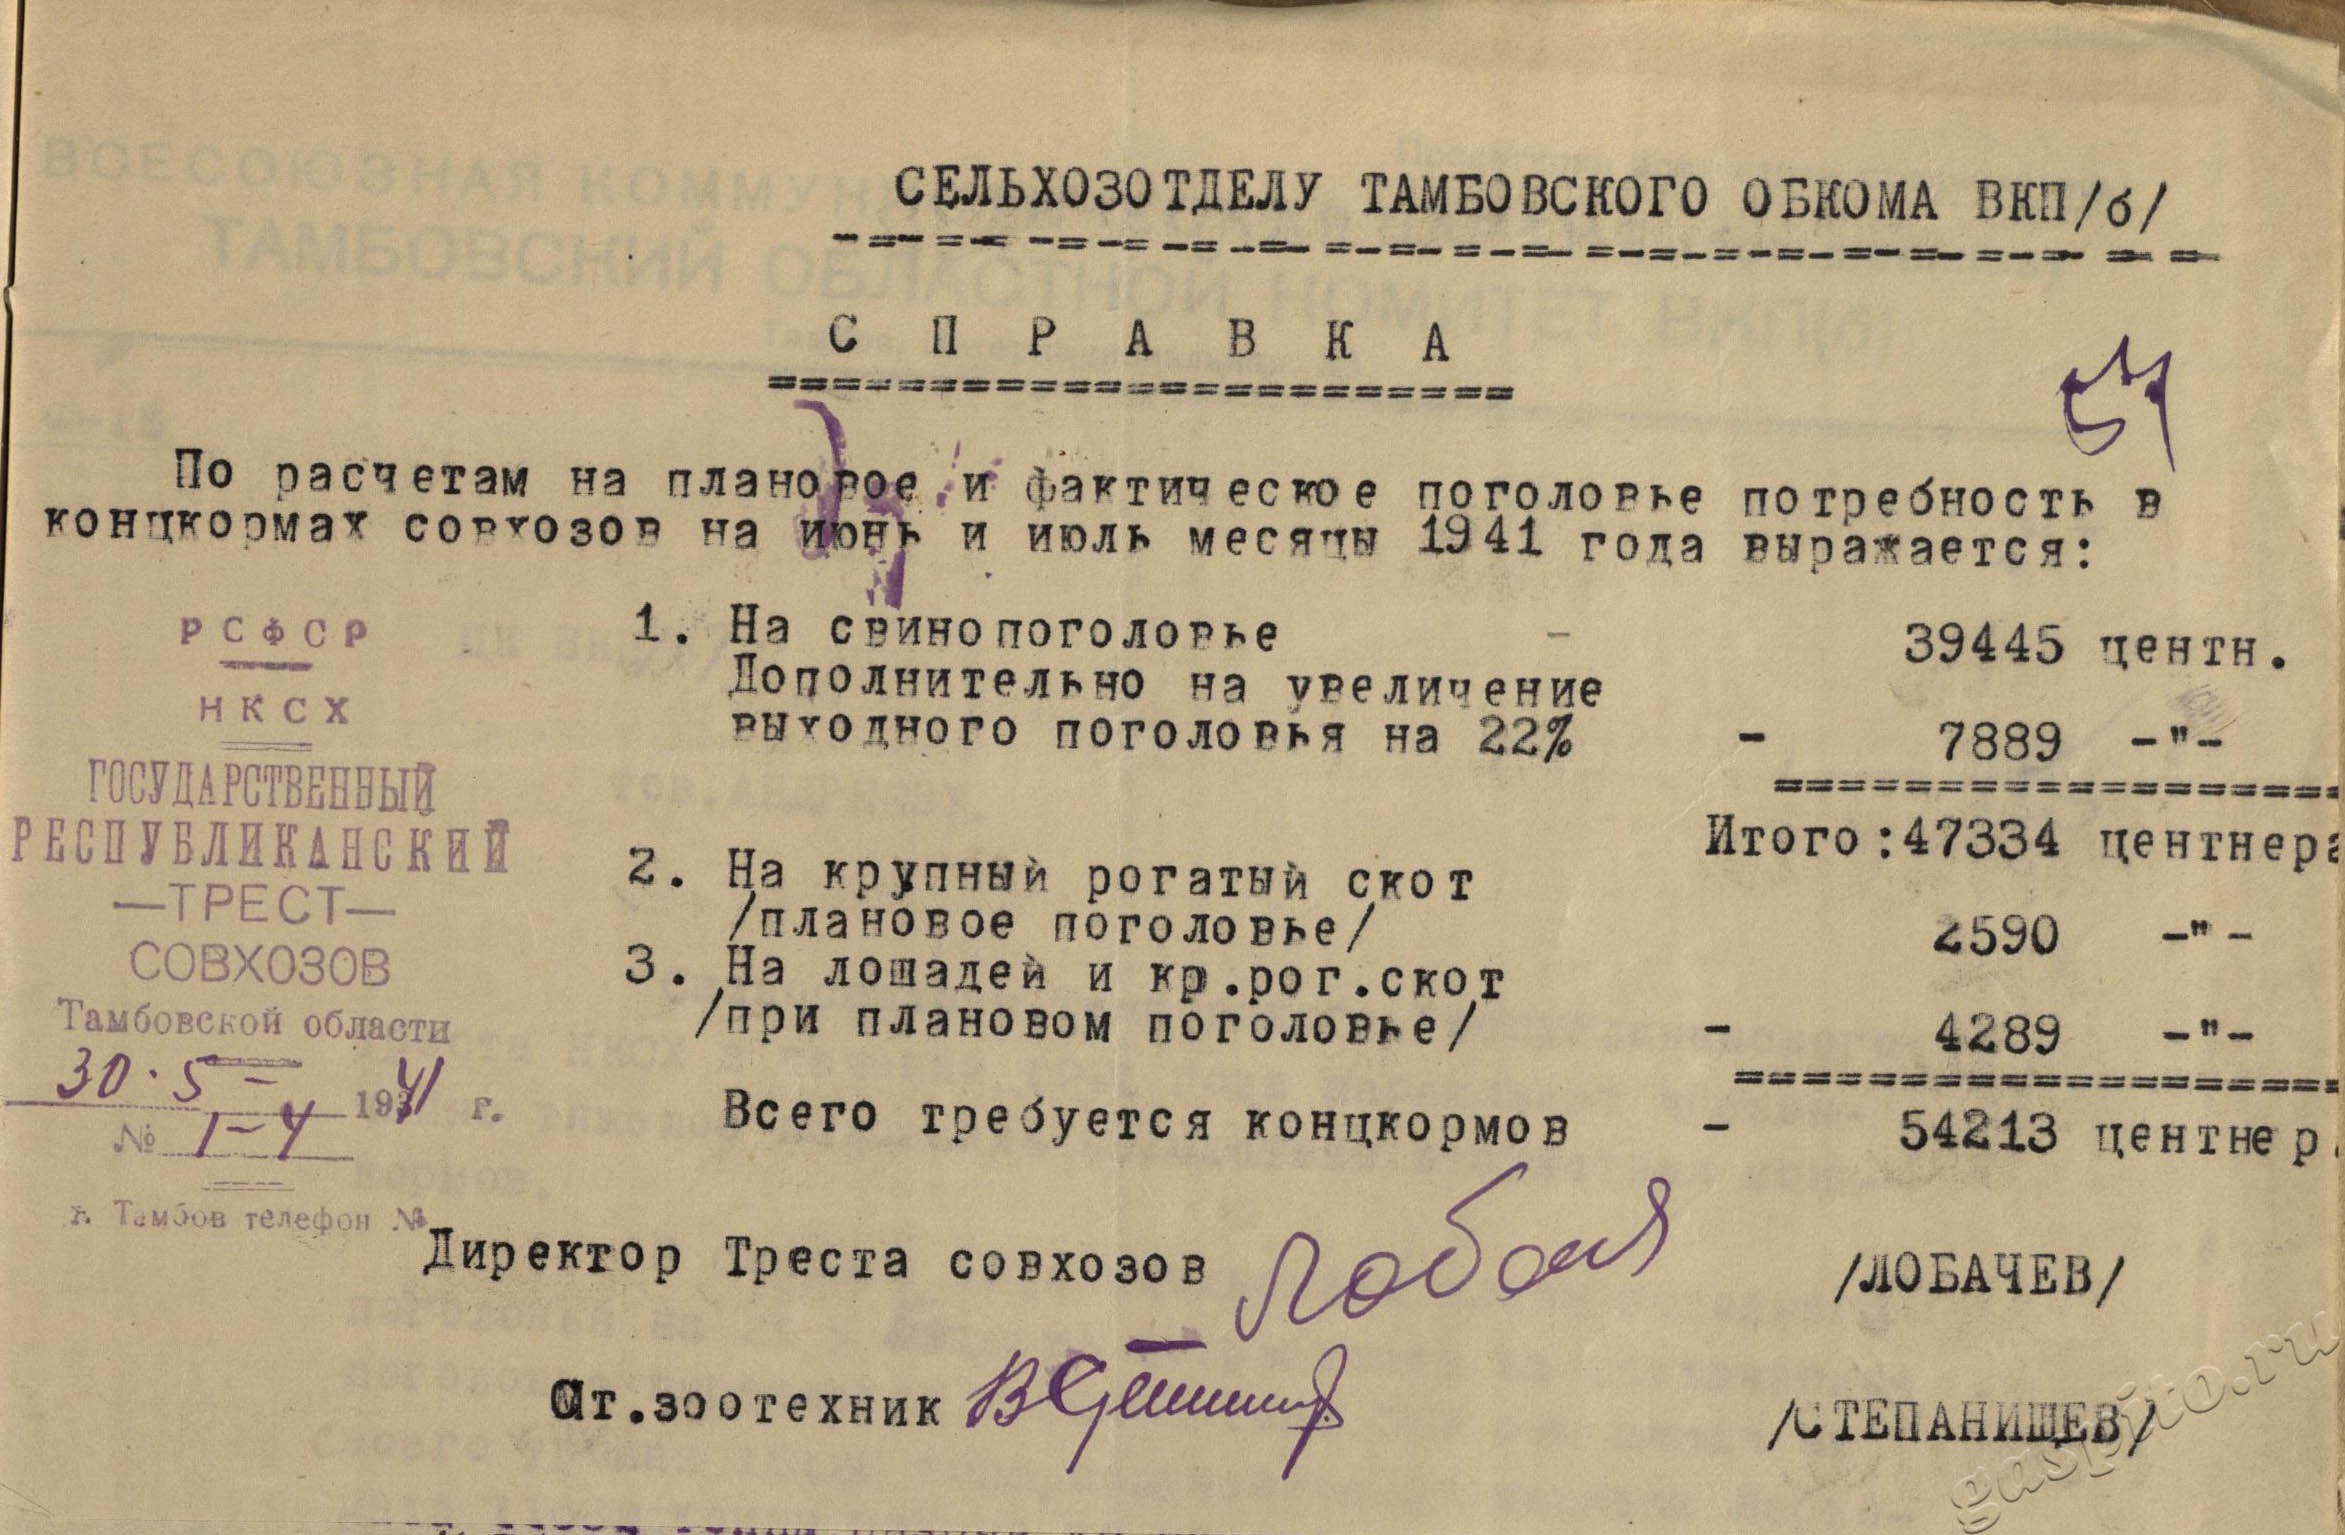 СЕЛЬХОЗОТДЕЛУ ТАМБОВСКОГО ОБКОМА ВКП/б/
С П Р А В К А
По расчетам на плановое и фактическое поголовье потребность в
концкормах совхозов на июнь и июль месяцы 1941 года выражается:
1. На свинопоголовье - 39445 центн.
Дополнительно на увеличение
выходного поголовья на 22% - 7889 -"-
Итого:47334 центнера
2. На крупный рогатый скот
/плановое поголовье/ 2590 -"-
3. На лошадей и кр.рог.скот
/при плановом поголовье/ - 4289 -"-
Всего требуется концкормов - 54213 центнер.
РСФСР
НКСХ
ГОСУДАРСТВЕННЫЙ
РЕСПУБЛИКАНСКИЙ
—ТРЕСТ—
СОВХОЗОВ
Тамбовской области
30.5- 1941 г.
№ 1-4
г. Тамбов телефон №
Директор Треста совхозов /ЛОБАЧЕВ/
Ст.зоотехник /СТЕПАНИЩЕВ/
gaspito.ru